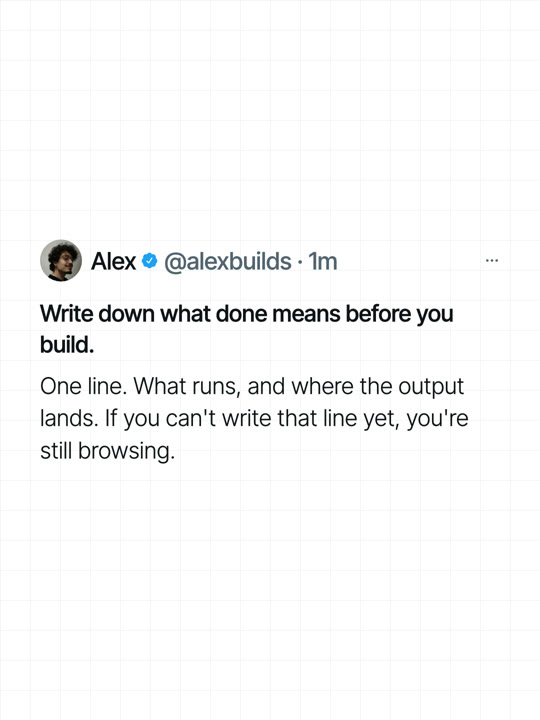 Alex @alexbuilds · 1m
Write down what done means before you
build.
One line. What runs, and where the output
lands. If you can't write that line yet, you're
still browsing.